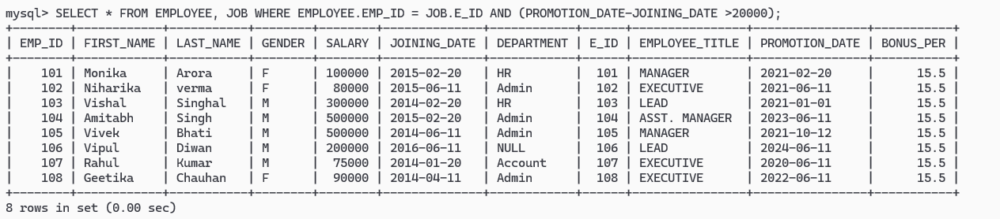 mysql> SELECT * FROM EMPLOYEE, JOB WHERE EMPLOYEE.EMP_ID = JOB.E_ID AND (PROMOTION_DATE-JOINING_DATE >20000);
+--------+------------+-----------+--------+--------+--------------+------------+------+----------------+----------------+-----------+
| EMP_ID | FIRST_NAME | LAST_NAME | GENDER | SALARY | JOINING_DATE | DEPARTMENT | E_ID | EMPLOYEE_TITLE | PROMOTION_DATE | BONUS_PER |
+--------+------------+-----------+--------+--------+--------------+------------+------+----------------+----------------+-----------+
|    101 | Monika     | Arora     | F      | 100000 | 2015-02-20   | HR         |  101 | MANAGER        | 2021-02-20     |      15.5 |
|    102 | Niharika   | verma     | F      |  80000 | 2015-06-11   | Admin      |  102 | EXECUTIVE      | 2021-06-11     |      15.5 |
|    103 | Vishal     | Singhal   | M      | 300000 | 2014-02-20   | HR         |  103 | LEAD           | 2021-01-01     |      15.5 |
|    104 | Amitabh    | Singh     | M      | 500000 | 2015-02-20   | Admin      |  104 | ASST. MANAGER  | 2023-06-11     |      15.5 |
|    105 | Vivek      | Bhati     | M      | 500000 | 2014-06-11   | Admin      |  105 | MANAGER        | 2021-10-12     |      15.5 |
|    106 | Vipul      | Diwan     | M      | 200000 | 2016-06-11   | NULL       |  106 | LEAD           | 2024-06-11     |      15.5 |
|    107 | Rahul      | Kumar     | M      |  75000 | 2014-01-20   | Account    |  107 | EXECUTIVE      | 2020-06-11     |      15.5 |
|    108 | Geetika    | Chauhan   | F      |  90000 | 2014-04-11   | Admin      |  108 | EXECUTIVE      | 2022-06-11     |      15.5 |
+--------+------------+-----------+--------+--------+--------------+------------+------+----------------+----------------+-----------+
8 rows in set (0.00 sec)